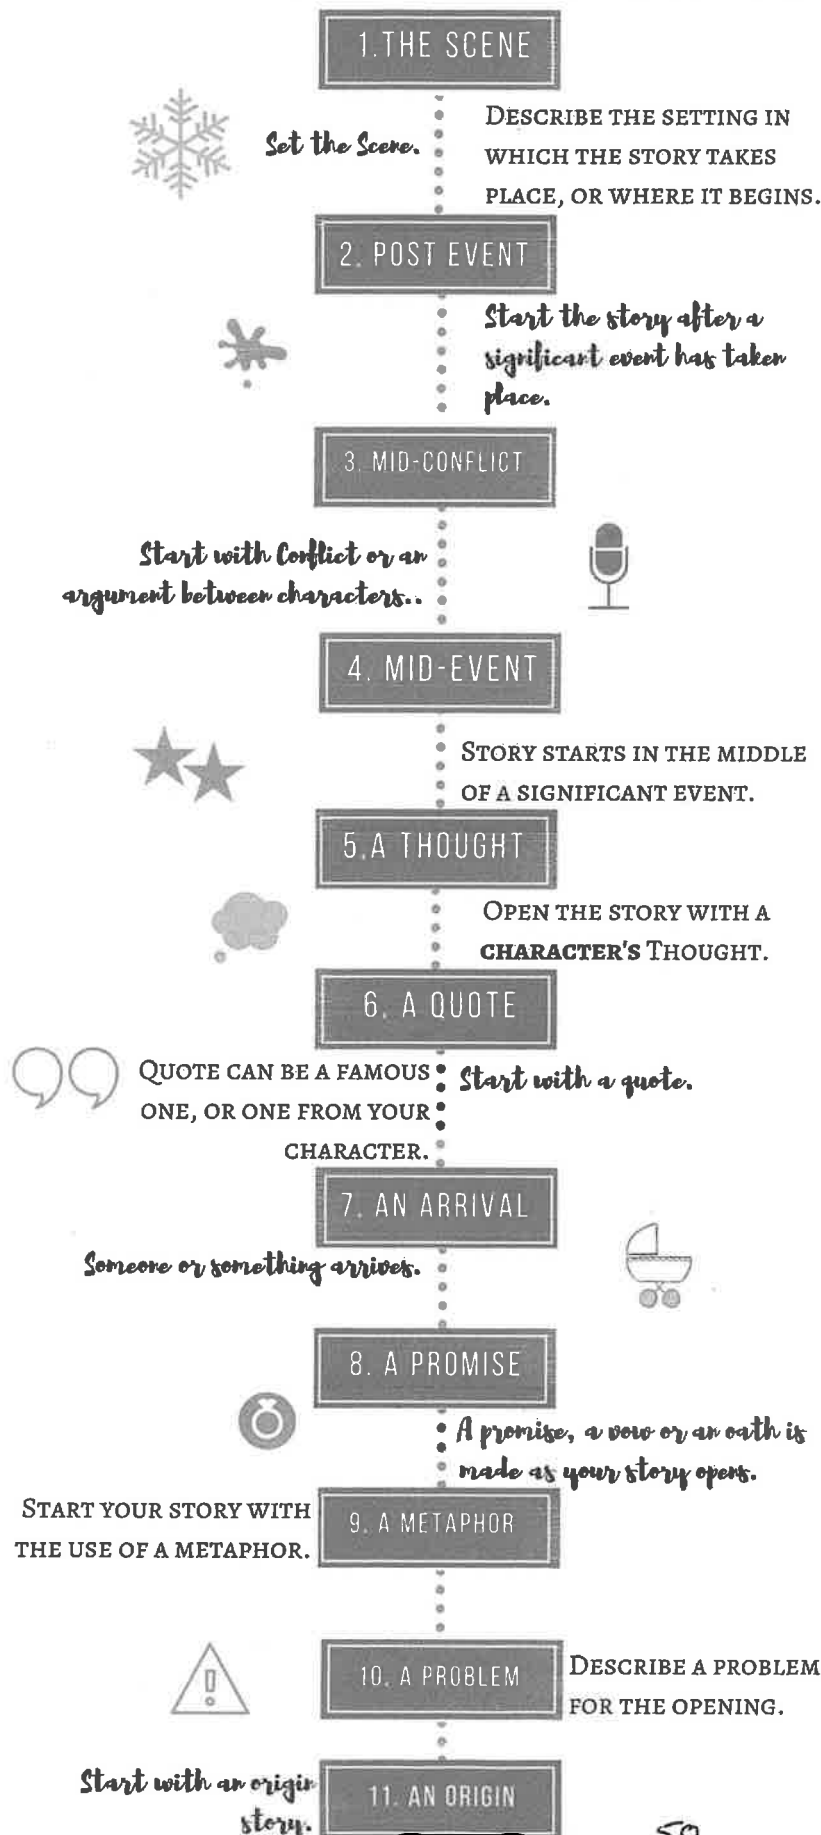 1.THE SCENE
Set the Scene.
DESCRIBE THE SETTING IN
WHICH THE STORY TAKES
PLACE, OR WHERE IT BEGINS.
2. POST EVENT
Start the story after a
significant event has taken
place.
3. MID-CONFLICT
Start with Conflict or an
argument between characters..
4. MID-EVENT
STORY STARTS IN THE MIDDLE
OF A SIGNIFICANT EVENT.
5.A THOUGHT
OPEN THE STORY WITH A
CHARACTER'S THOUGHT.
6. A QUOTE
QUOTE CAN BE A FAMOUS
ONE, OR ONE FROM YOUR
CHARACTER.
Start with a quote.
7. AN ARRIVAL
Someone or something arrives.
8. A PROMISE
A promise, a vow or an oath is
made as your story opens.
9. A METAPHOR
START YOUR STORY WITH
THE USE OF A METAPHOR.
10. A PROBLEM
DESCRIBE A PROBLEM
FOR THE OPENING.
11. AN ORIGIN
Start with an origin
story.